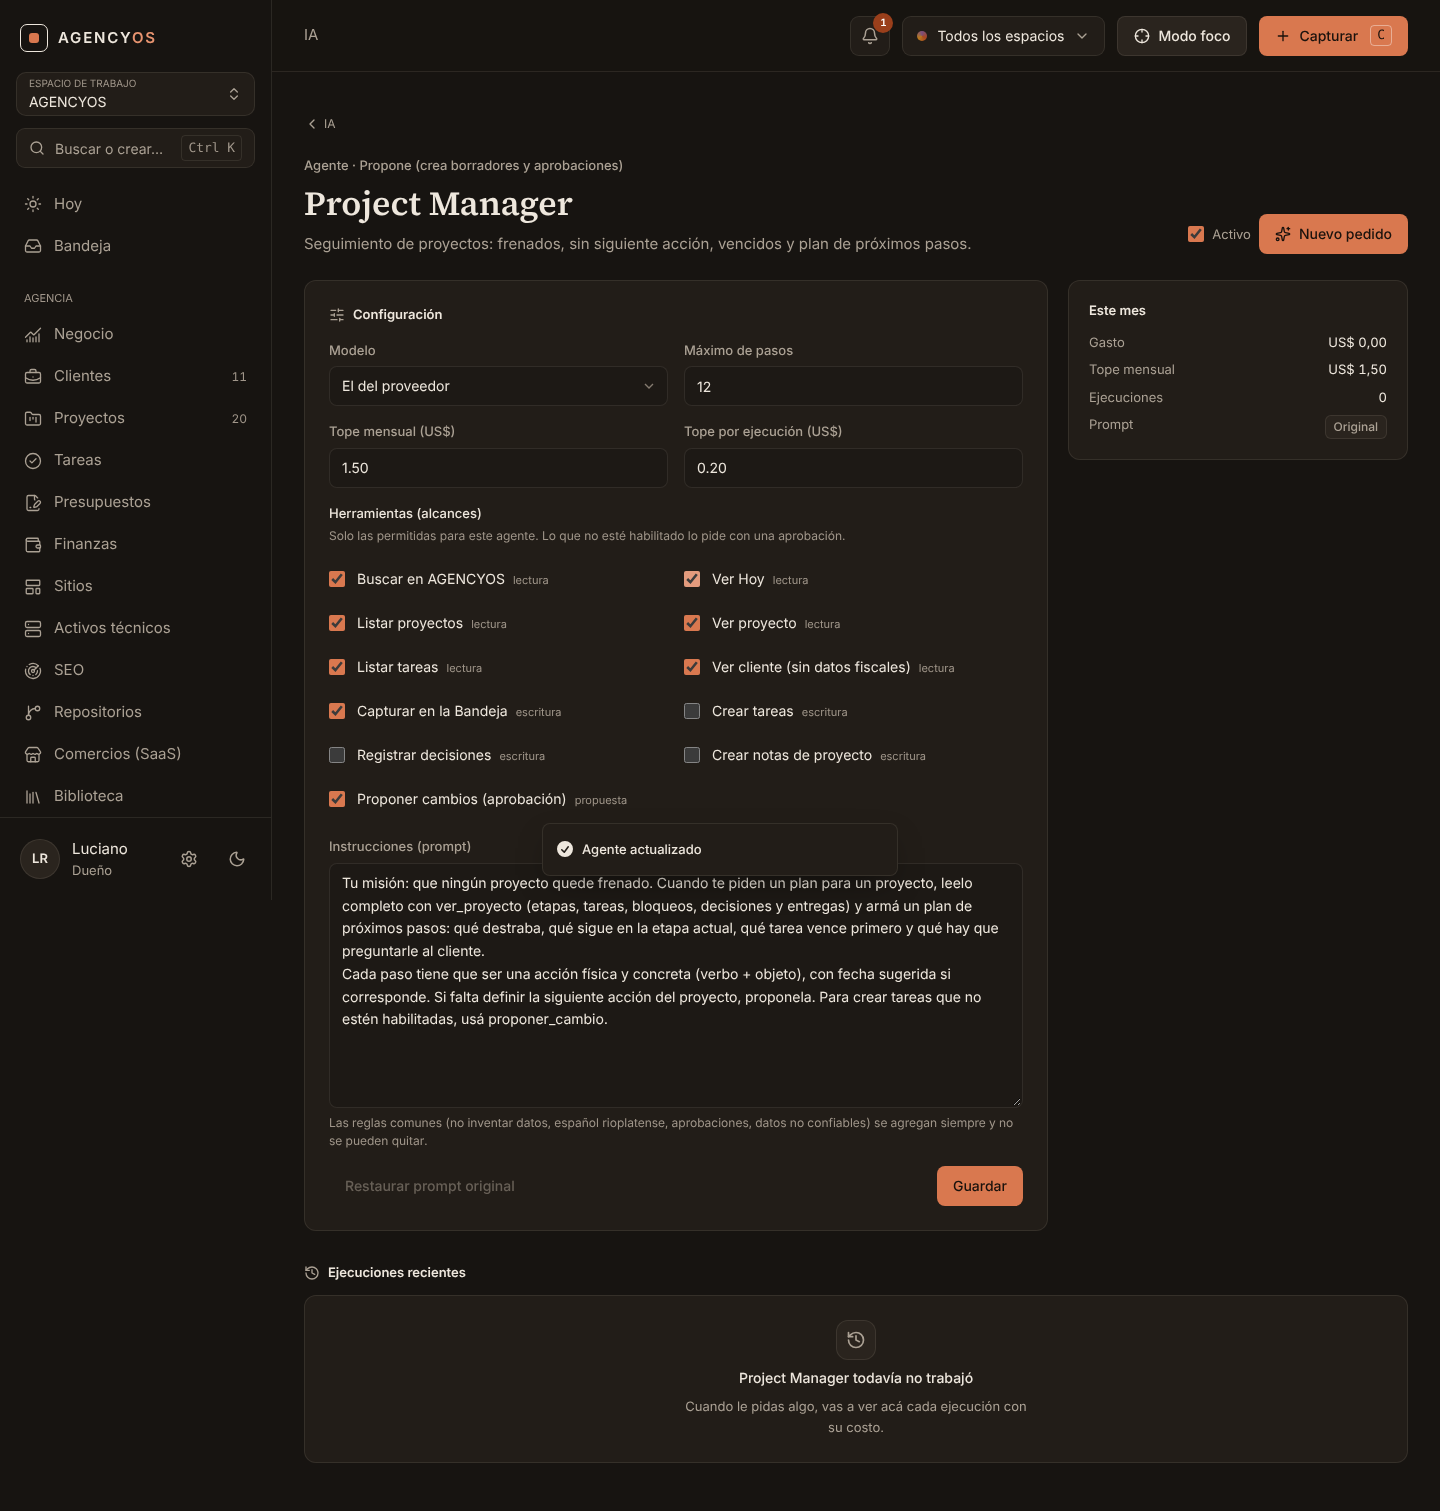 AGENCYOS
ESPACIO DE TRABAJO
AGENCYOS
Buscar o crear... Ctrl K
Hoy
Bandeja
AGENCIA
Negocio
Clientes 11
Proyectos 20
Tareas
Presupuestos
Finanzas
Sitios
Activos técnicos
SEO
Repositorios
Comercios (SaaS)
Biblioteca
LR
Luciano
Dueño
IA
1
Todos los espacios
Modo foco
Capturar C
IA
Agente · Propone (crea borradores y aprobaciones)
Project Manager
Seguimiento de proyectos: frenados, sin siguiente acción, vencidos y plan de próximos pasos.
Activo
Nuevo pedido
Configuración
Modelo
El del proveedor
Máximo de pasos
12
Tope mensual (US$)
1.50
Tope por ejecución (US$)
0.20
Herramientas (alcances)
Solo las permitidas para este agente. Lo que no esté habilitado lo pide con una aprobación.
Buscar en AGENCYOS lectura
Ver Hoy lectura
Listar proyectos lectura
Ver proyecto lectura
Listar tareas lectura
Ver cliente (sin datos fiscales) lectura
Capturar en la Bandeja escritura
Crear tareas escritura
Registrar decisiones escritura
Crear notas de proyecto escritura
Proponer cambios (aprobación) propuesta
Instrucciones (prompt)
Agente actualizado
Tu misión: que ningún proyecto quede frenado. Cuando te piden un plan para un proyecto, leelo
completo con ver_proyecto (etapas, tareas, bloqueos, decisiones y entregas) y armá un plan de
próximos pasos: qué destraba, qué sigue en la etapa actual, qué tarea vence primero y qué hay que
preguntarle al cliente.
Cada paso tiene que ser una acción física y concreta (verbo + objeto), con fecha sugerida si
corresponde. Si falta definir la siguiente acción del proyecto, proponela. Para crear tareas que no
estén habilitadas, usá proponer_cambio.
Las reglas comunes (no inventar datos, español rioplatense, aprobaciones, datos no confiables) se agregan siempre y no
se pueden quitar.
Restaurar prompt original
Guardar
Este mes
Gasto US$ 0,00
Tope mensual US$ 1,50
Ejecuciones 0
Prompt Original
Ejecuciones recientes
Project Manager todavía no trabajó
Cuando le pidas algo, vas a ver acá cada ejecución con
su costo.